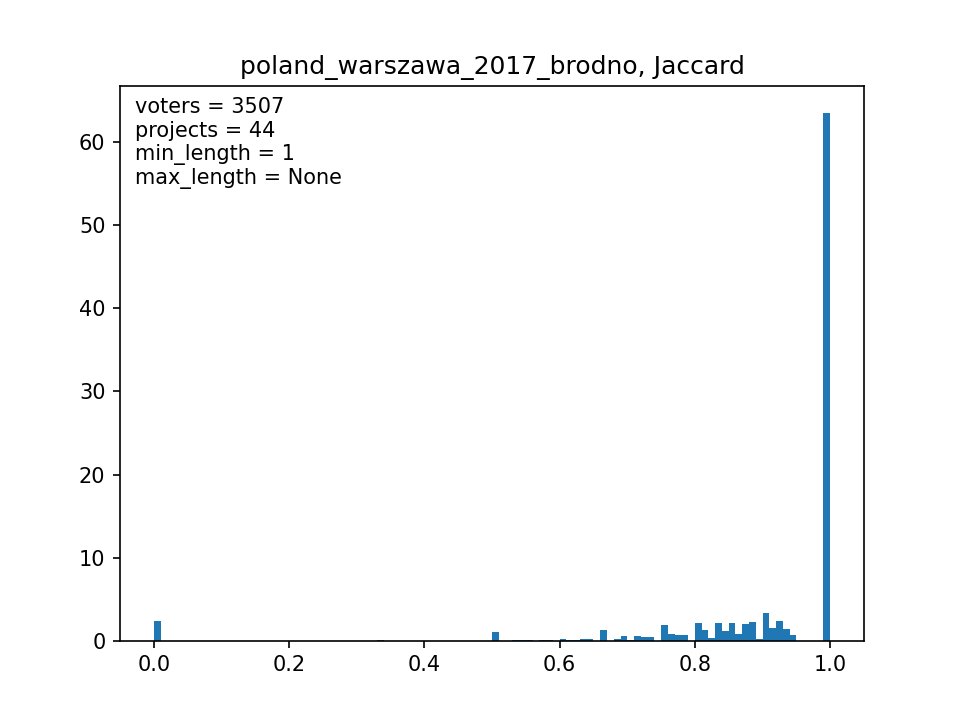 poland_warszawa_2017_brodno, Jaccard
voters = 3507
projects = 44
min_length = 1
max_length = None
60
50
40
30
20
10
0
0.0 0.2 0.4 0.6 0.8 1.0